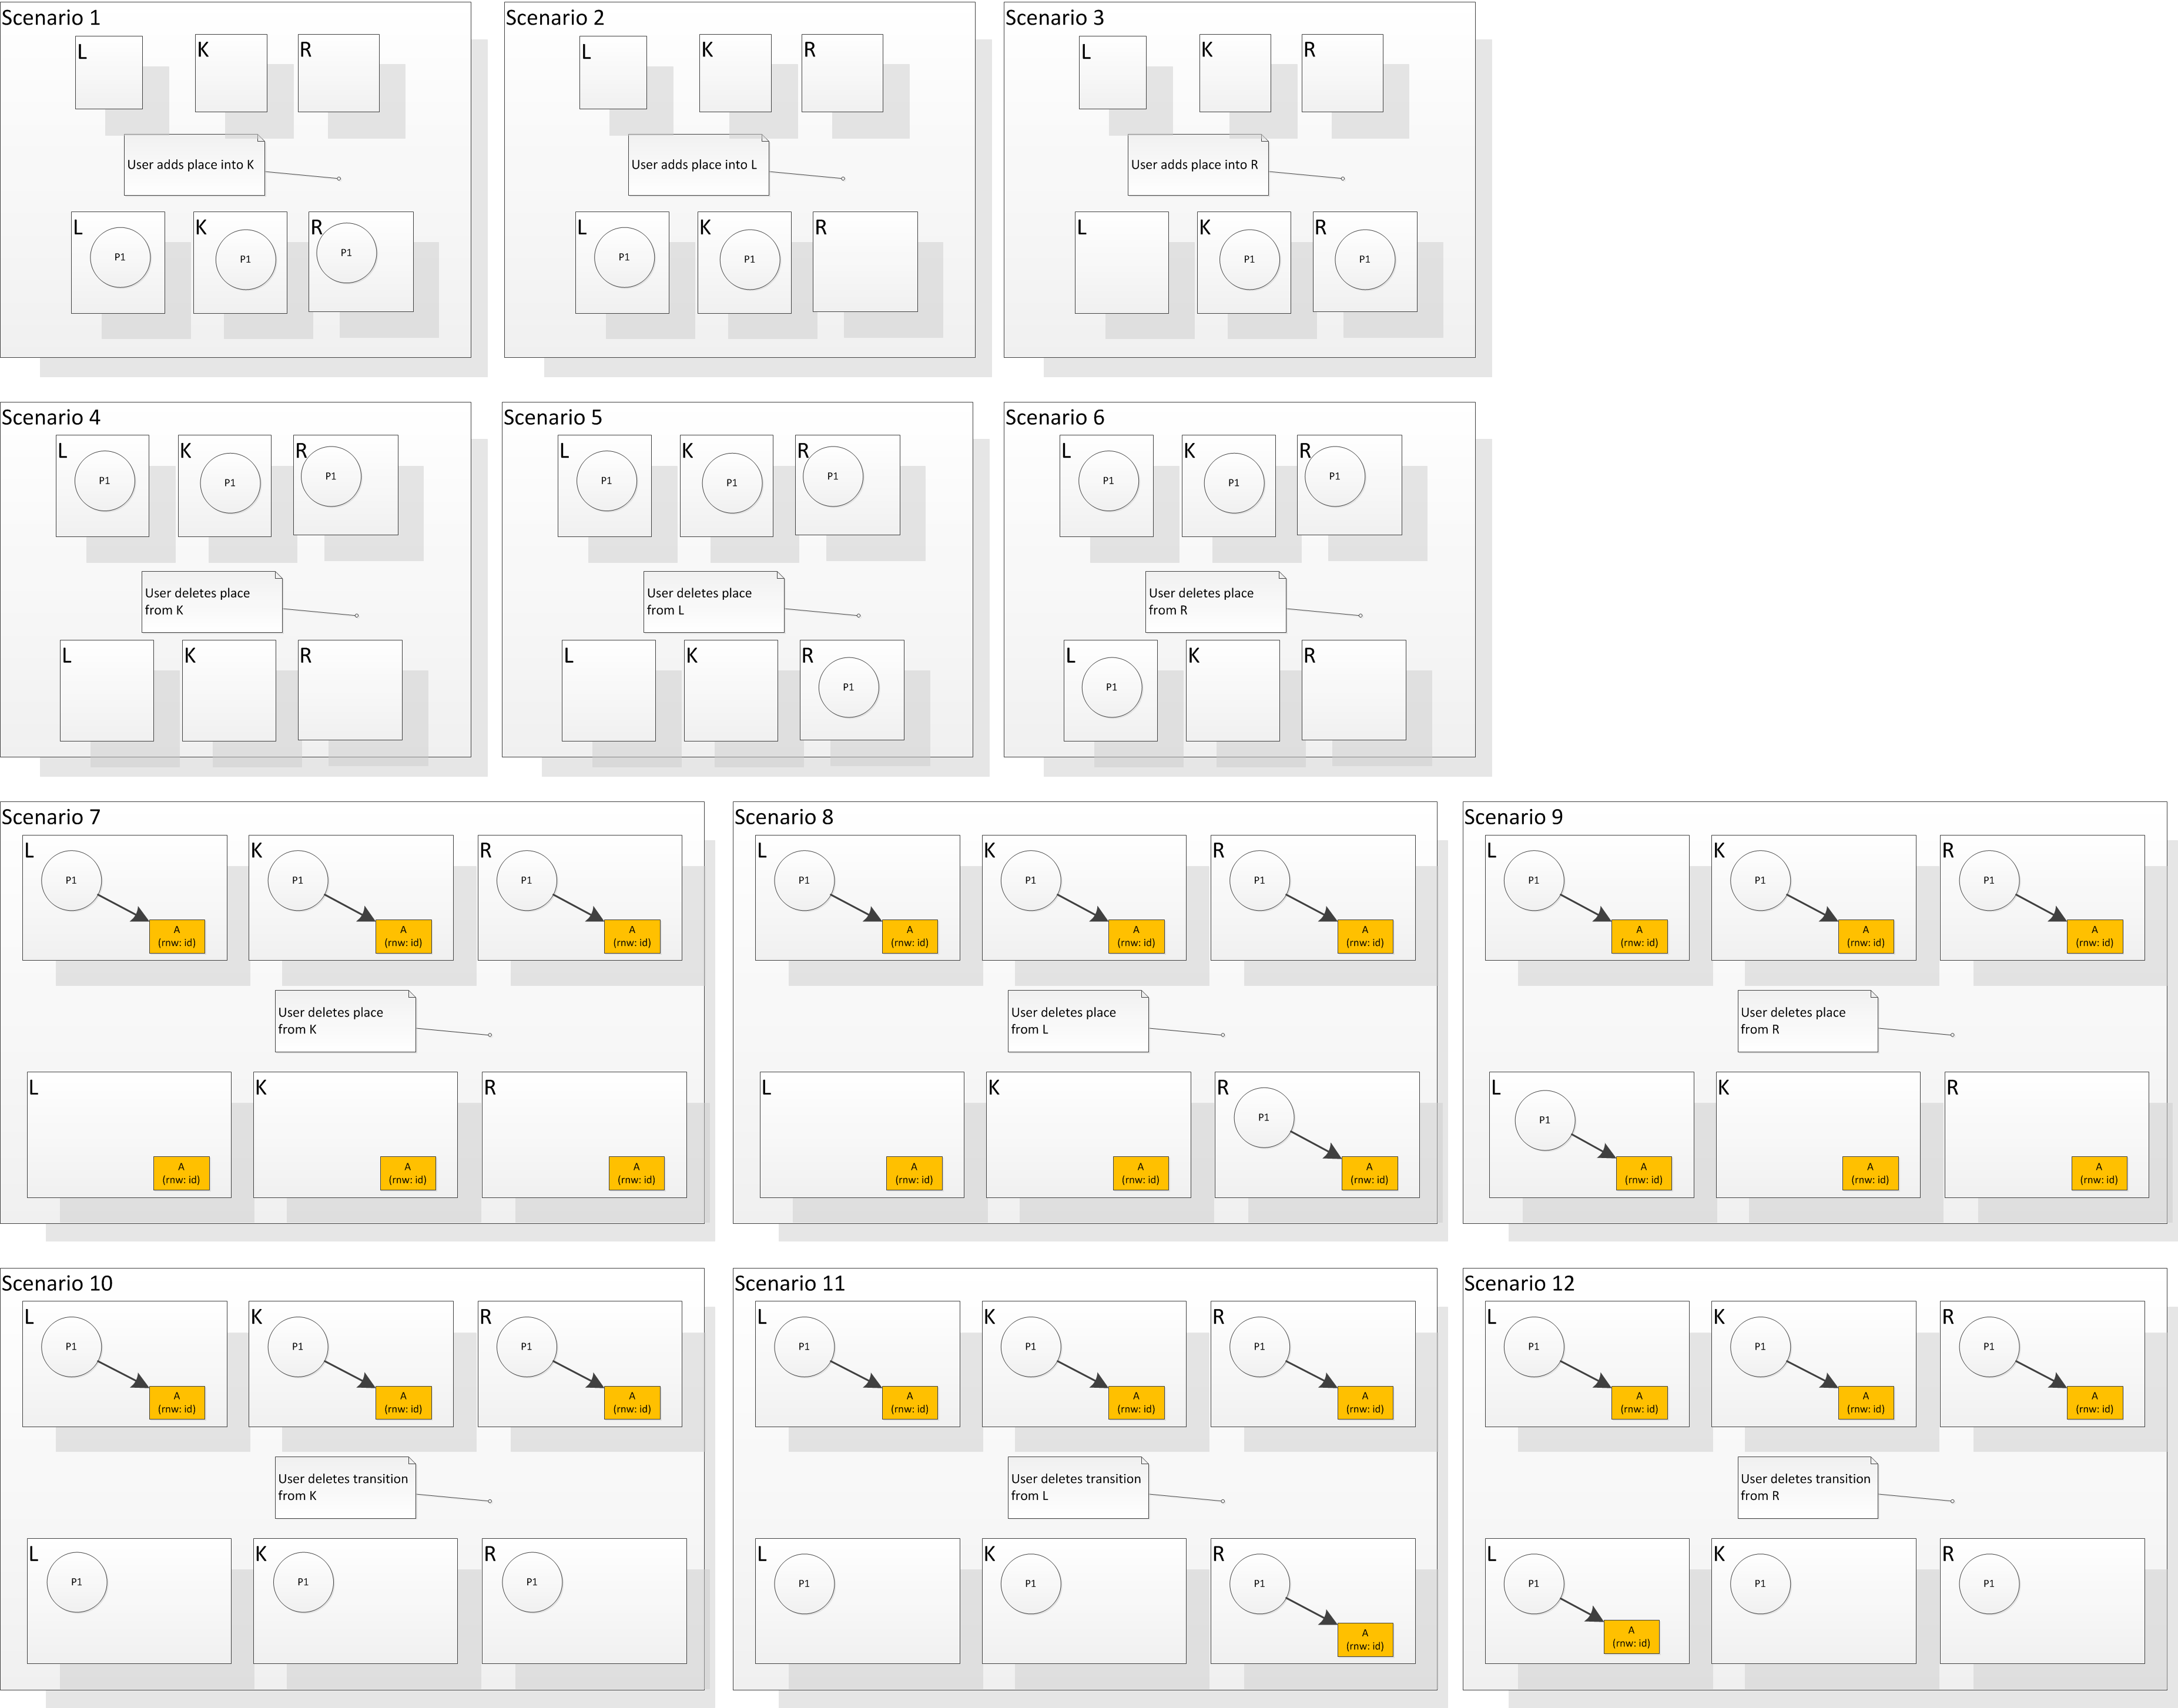 Scenario 1
L
K
R
User adds place into K
L
P1
K
P1
R
P1
Scenario 2
L
K
R
User adds place into L
L
P1
K
P1
R
Scenario 3
L
K
R
User adds place into R
L
K
P1
R
P1
Scenario 4
L
P1
K
P1
R
P1
User deletes place
from K
L
K
R
Scenario 5
L
P1
K
P1
R
P1
User deletes place
from L
L
K
R
P1
Scenario 6
L
P1
K
P1
R
P1
User deletes place
from R
L
P1
K
R
Scenario 7
L
P1
A
(rnw: id)
K
P1
A
(rnw: id)
R
P1
A
(rnw: id)
User deletes place
from K
L
A
(rnw: id)
K
A
(rnw: id)
R
A
(rnw: id)
Scenario 8
L
P1
A
(rnw: id)
K
P1
A
(rnw: id)
R
P1
A
(rnw: id)
User deletes place
from L
L
A
(rnw: id)
K
A
(rnw: id)
R
P1
A
(rnw: id)
Scenario 9
L
P1
A
(rnw: id)
K
P1
A
(rnw: id)
R
P1
A
(rnw: id)
User deletes place
from R
L
P1
A
(rnw: id)
K
A
(rnw: id)
R
A
(rnw: id)
Scenario 10
L
P1
A
(rnw: id)
K
P1
A
(rnw: id)
R
P1
A
(rnw: id)
User deletes transition
from K
L
P1
K
P1
R
P1
Scenario 11
L
P1
A
(rnw: id)
K
P1
A
(rnw: id)
R
P1
A
(rnw: id)
User deletes transition
from L
L
P1
K
P1
R
P1
A
(rnw: id)
Scenario 12
L
P1
A
(rnw: id)
K
P1
A
(rnw: id)
R
P1
A
(rnw: id)
User deletes transition
from R
L
P1
A
(rnw: id)
K
P1
R
P1